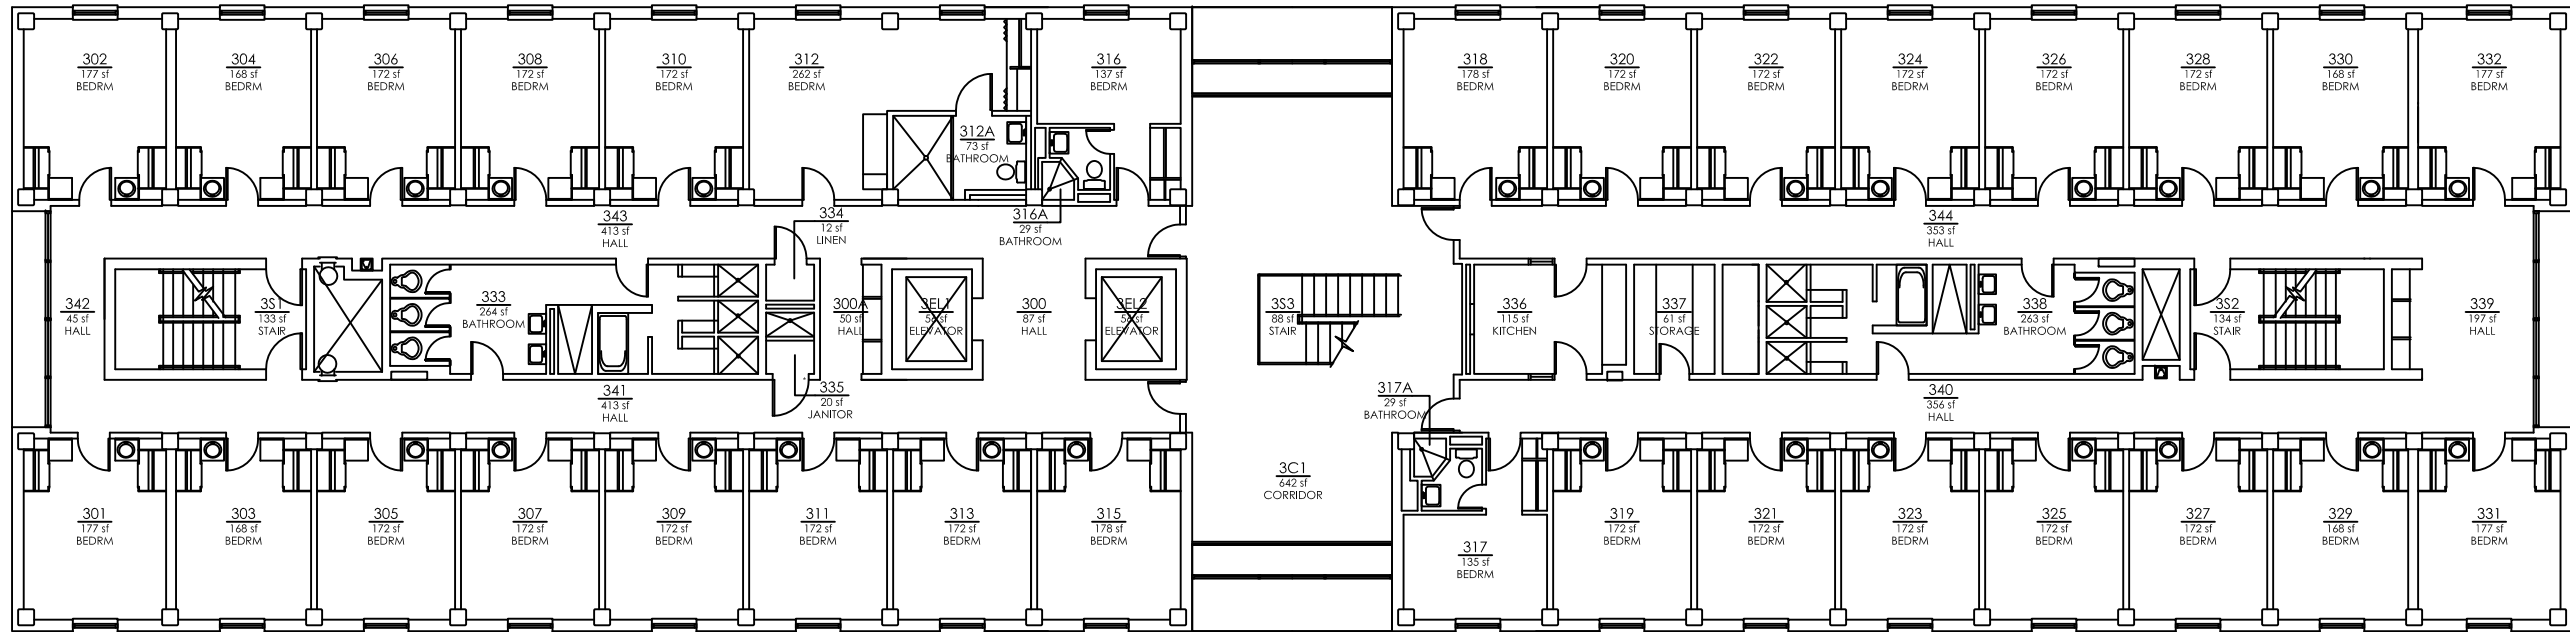 302
177 sf
BEDRM
304
168 sf
BEDRM
306
172 sf
BEDRM
308
172 sf
BEDRM
310
172 sf
BEDRM
312
262 sf
BEDRM
316
137 sf
BEDRM
318
178 sf
BEDRM
320
172 sf
BEDRM
322
172 sf
BEDRM
324
172 sf
BEDRM
326
172 sf
BEDRM
328
172 sf
BEDRM
330
168 sf
BEDRM
332
177 sf
BEDRM
312A
73 sf
BATHROOM
343
413 sf
HALL
334
12 sf
LINEN
316A
29 sf
BATHROOM
344
353 sf
HALL
342
45 sf
HALL
3S1
133 sf
STAIR
333
264 sf
BATHROOM
300A
50 sf
HALL
3EL1
58 sf
ELEVATOR
300
87 sf
HALL
3EL2
58 sf
ELEVATOR
3S3
88 sf
STAIR
336
115 sf
KITCHEN
337
61 sf
STORAGE
338
263 sf
BATHROOM
3S2
134 sf
STAIR
339
197 sf
HALL
341
413 sf
HALL
335
20 sf
JANITOR
317A
29 sf
BATHROOM
340
356 sf
HALL
3C1
642 sf
CORRIDOR
301
177 sf
BEDRM
303
168 sf
BEDRM
305
172 sf
BEDRM
307
172 sf
BEDRM
309
172 sf
BEDRM
311
172 sf
BEDRM
313
172 sf
BEDRM
315
178 sf
BEDRM
317
135 sf
BEDRM
319
172 sf
BEDRM
321
172 sf
BEDRM
323
172 sf
BEDRM
325
172 sf
BEDRM
327
172 sf
BEDRM
329
168 sf
BEDRM
331
177 sf
BEDRM